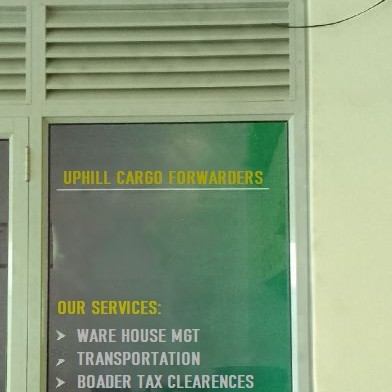 UPHILL CARGO FORWARDERS
OUR SERVICES:
➢ WARE HOUSE MGT
➢ TRANSPORTATION
➢ BOADER TAX CLEARENCES